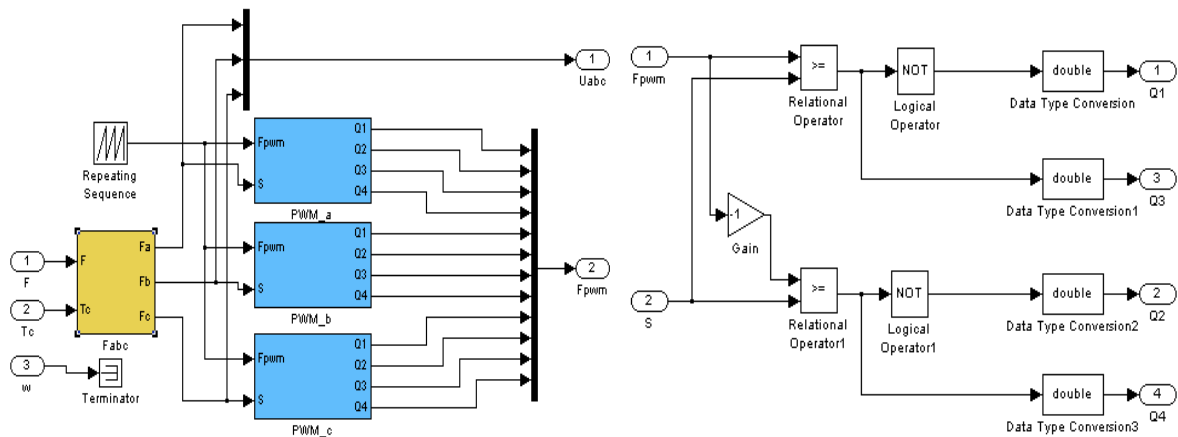 1
Uabc
Repeating
Sequence
Fpwm
S
Q1
Q2
Q3
Q4
PWM_a
Fpwm
S
Q1
Q2
Q3
Q4
PWM_b
Fpwm
S
Q1
Q2
Q3
Q4
PWM_c
1
F
2
Tc
3
w
F
Tc
Fa
Fb
Fc
Fabc
Terminator
2
Fpwm
1
Fpwm
>=
Relational
Operator
NOT
Logical
Operator
double
Data Type Conversion
1
Q1
double
Data Type Conversion1
3
Q3
-1
Gain
2
S
>=
Relational
Operator1
NOT
Logical
Operator1
double
Data Type Conversion2
2
Q2
double
Data Type Conversion3
4
Q4